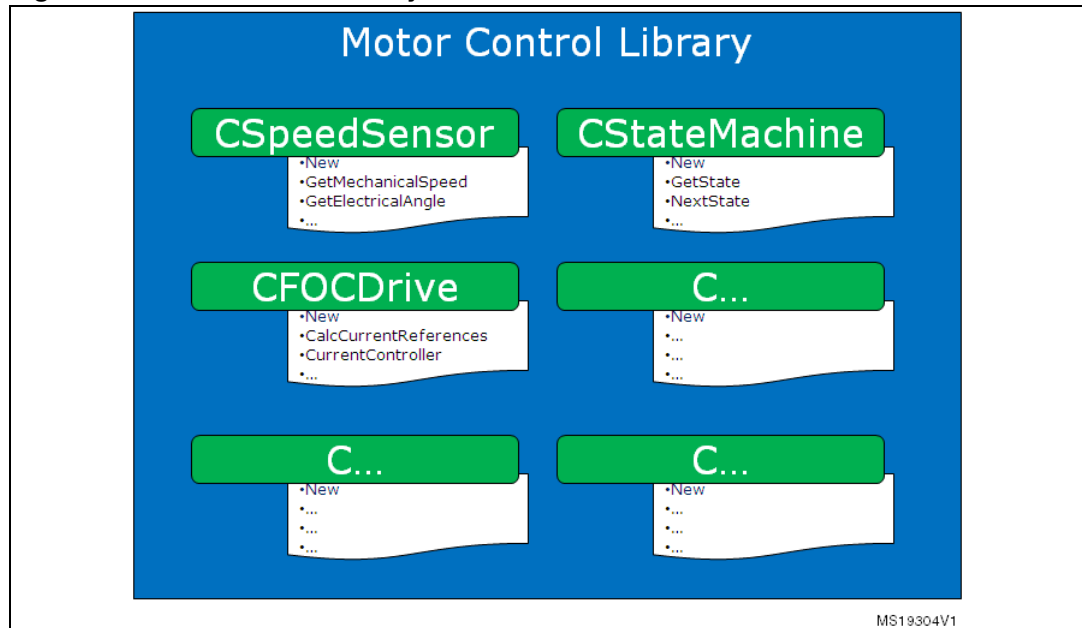 Motor Control Library
CSpeedSensor
•New
•GetMechanicalSpeed
•GetElectricalAngle
•...
CStateMachine
•New
•GetState
•NextState
•...
CFOCDrive
•New
•CalcCurrentReferences
•CurrentController
•...
C...
•New
•...
•...
•...
C...
•New
•...
•...
•...
C...
•New
•...
•...
•...
MS19304V1